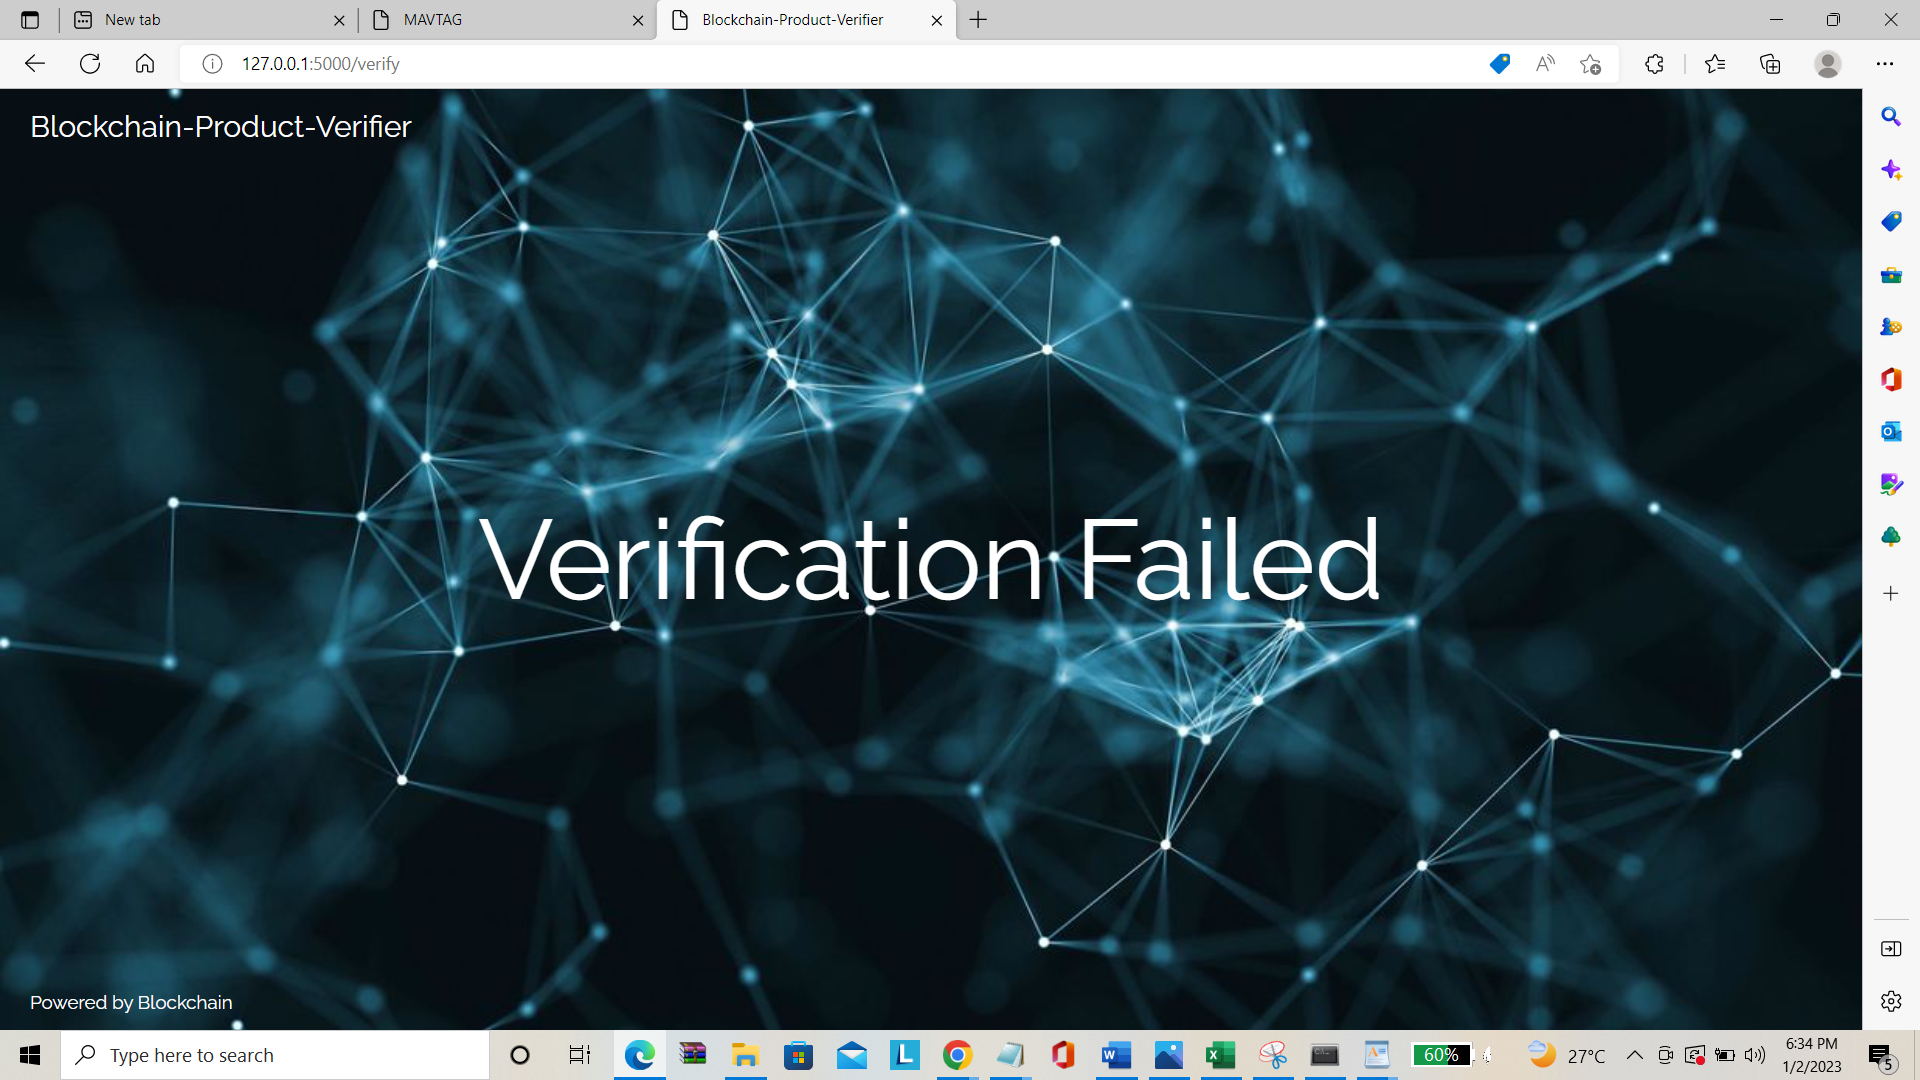 New tab
MAVTAG
Blockchain-Product-Verifier
127.0.0.1:5000/verify
Blockchain-Product-Verifier
Verification Failed
Powered by Blockchain
Type here to search
60%
27°C
6:34 PM
1/2/2023
5